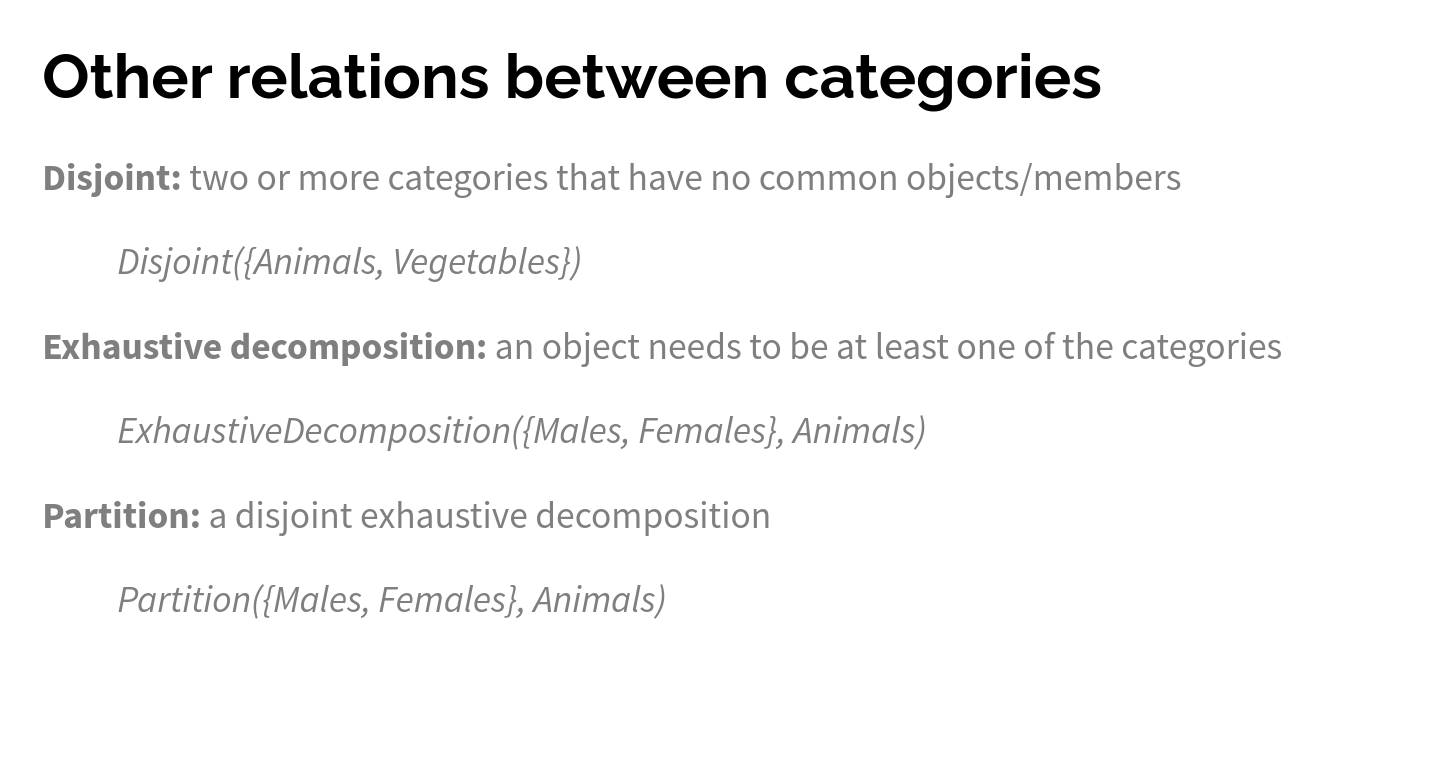 Other relations between categories
Disjoint: two or more categories that have no common objects/members
Disjoint({Animals, Vegetables})
Exhaustive decomposition: an object needs to be at least one of the categories
ExhaustiveDecomposition({Males, Females}, Animals)
Partition: a disjoint exhaustive decomposition
Partition({Males, Females}, Animals)